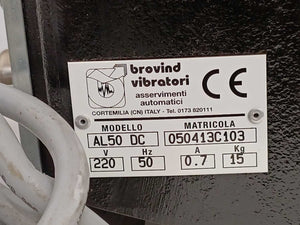 brovind
vibratori
asservimenti
automatici
CE
CORTEMILIA (CN) ITALY - Tel. 0173 820111
MODELLO MATRICOLA
AL50 DC 050413C103
V Hz A Kg
220 50 0.7 15